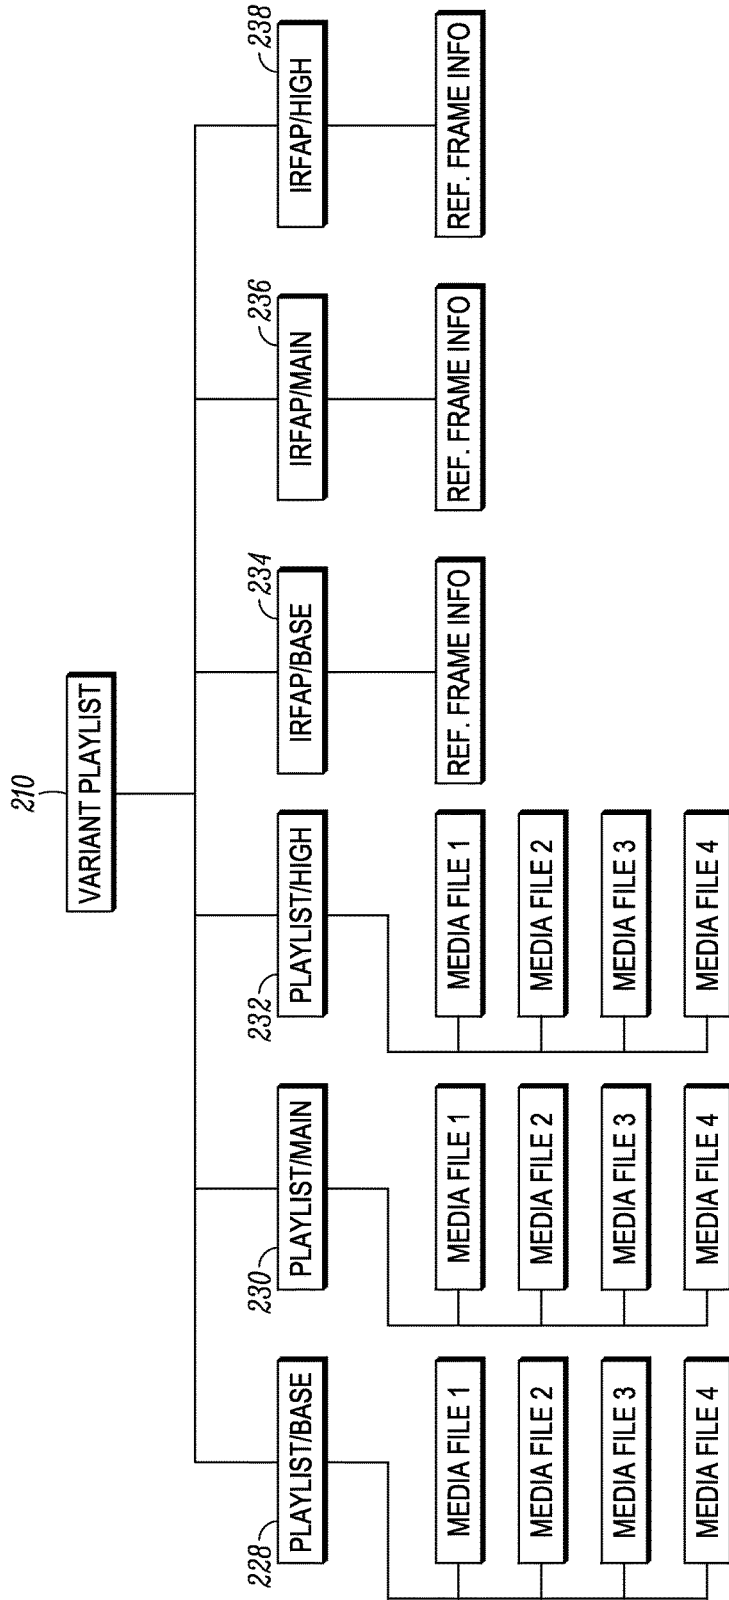 210
VARIANT PLAYLIST
228
PLAYLIST/BASE
230
PLAYLIST/MAIN
232
PLAYLIST/HIGH
234
IRFAP/BASE
236
IRFAP/MAIN
238
IRFAP/HIGH
MEDIA FILE 1
MEDIA FILE 2
MEDIA FILE 3
MEDIA FILE 4
MEDIA FILE 1
MEDIA FILE 2
MEDIA FILE 3
MEDIA FILE 4
MEDIA FILE 1
MEDIA FILE 2
MEDIA FILE 3
MEDIA FILE 4
REF. FRAME INFO
REF. FRAME INFO
REF. FRAME INFO